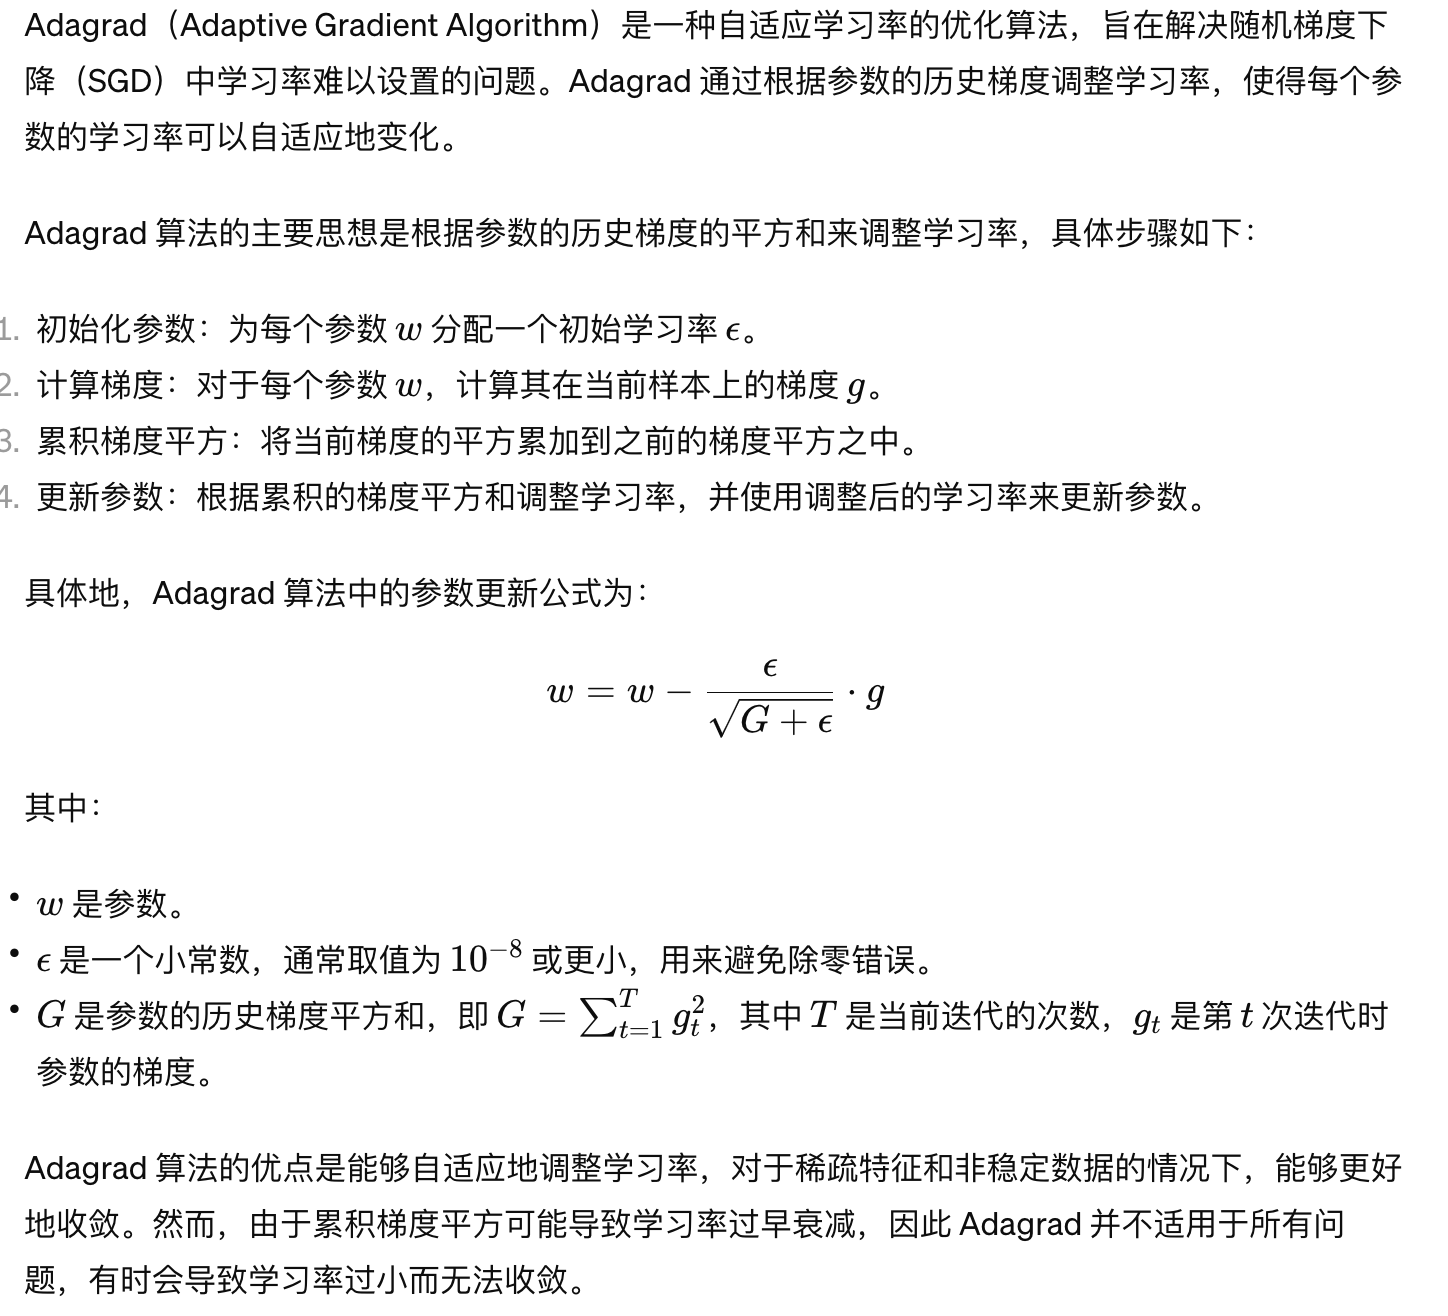 Adagrad（Adaptive Gradient Algorithm）是一种自适应学习率的优化算法，旨在解决随机梯度下
降（SGD）中学习率难以设置的问题。Adagrad 通过根据参数的历史梯度调整学习率，使得每个参
数的学习率可以自适应地变化。
Adagrad 算法的主要思想是根据参数的历史梯度的平方和来调整学习率，具体步骤如下：
1. 初始化参数：为每个参数 w 分配一个初始学习率 ϵ。
2. 计算梯度：对于每个参数 w，计算其在当前样本上的梯度 g。
3. 累积梯度平方：将当前梯度的平方累加到之前的梯度平方之中。
4. 更新参数：根据累积的梯度平方和调整学习率，并使用调整后的学习率来更新参数。
具体地，Adagrad 算法中的参数更新公式为：
w = w − \frac{ϵ}{\sqrt{G + ϵ}} · g
其中：
• w 是参数。
• ϵ 是一个小常数，通常取值为 10^{−8} 或更小，用来避免除零错误。
• G 是参数的历史梯度平方和，即 G = ∑_{t=1}^{T} g_t^2，其中 T 是当前迭代的次数，g_t 是第 t 次迭代时
参数的梯度。
Adagrad 算法的优点是能够自适应地调整学习率，对于稀疏特征和非稳定数据的情况下，能够更好
地收敛。然而，由于累积梯度平方可能导致学习率过早衰减，因此 Adagrad 并不适用于所有问
题，有时会导致学习率过小而无法收敛。